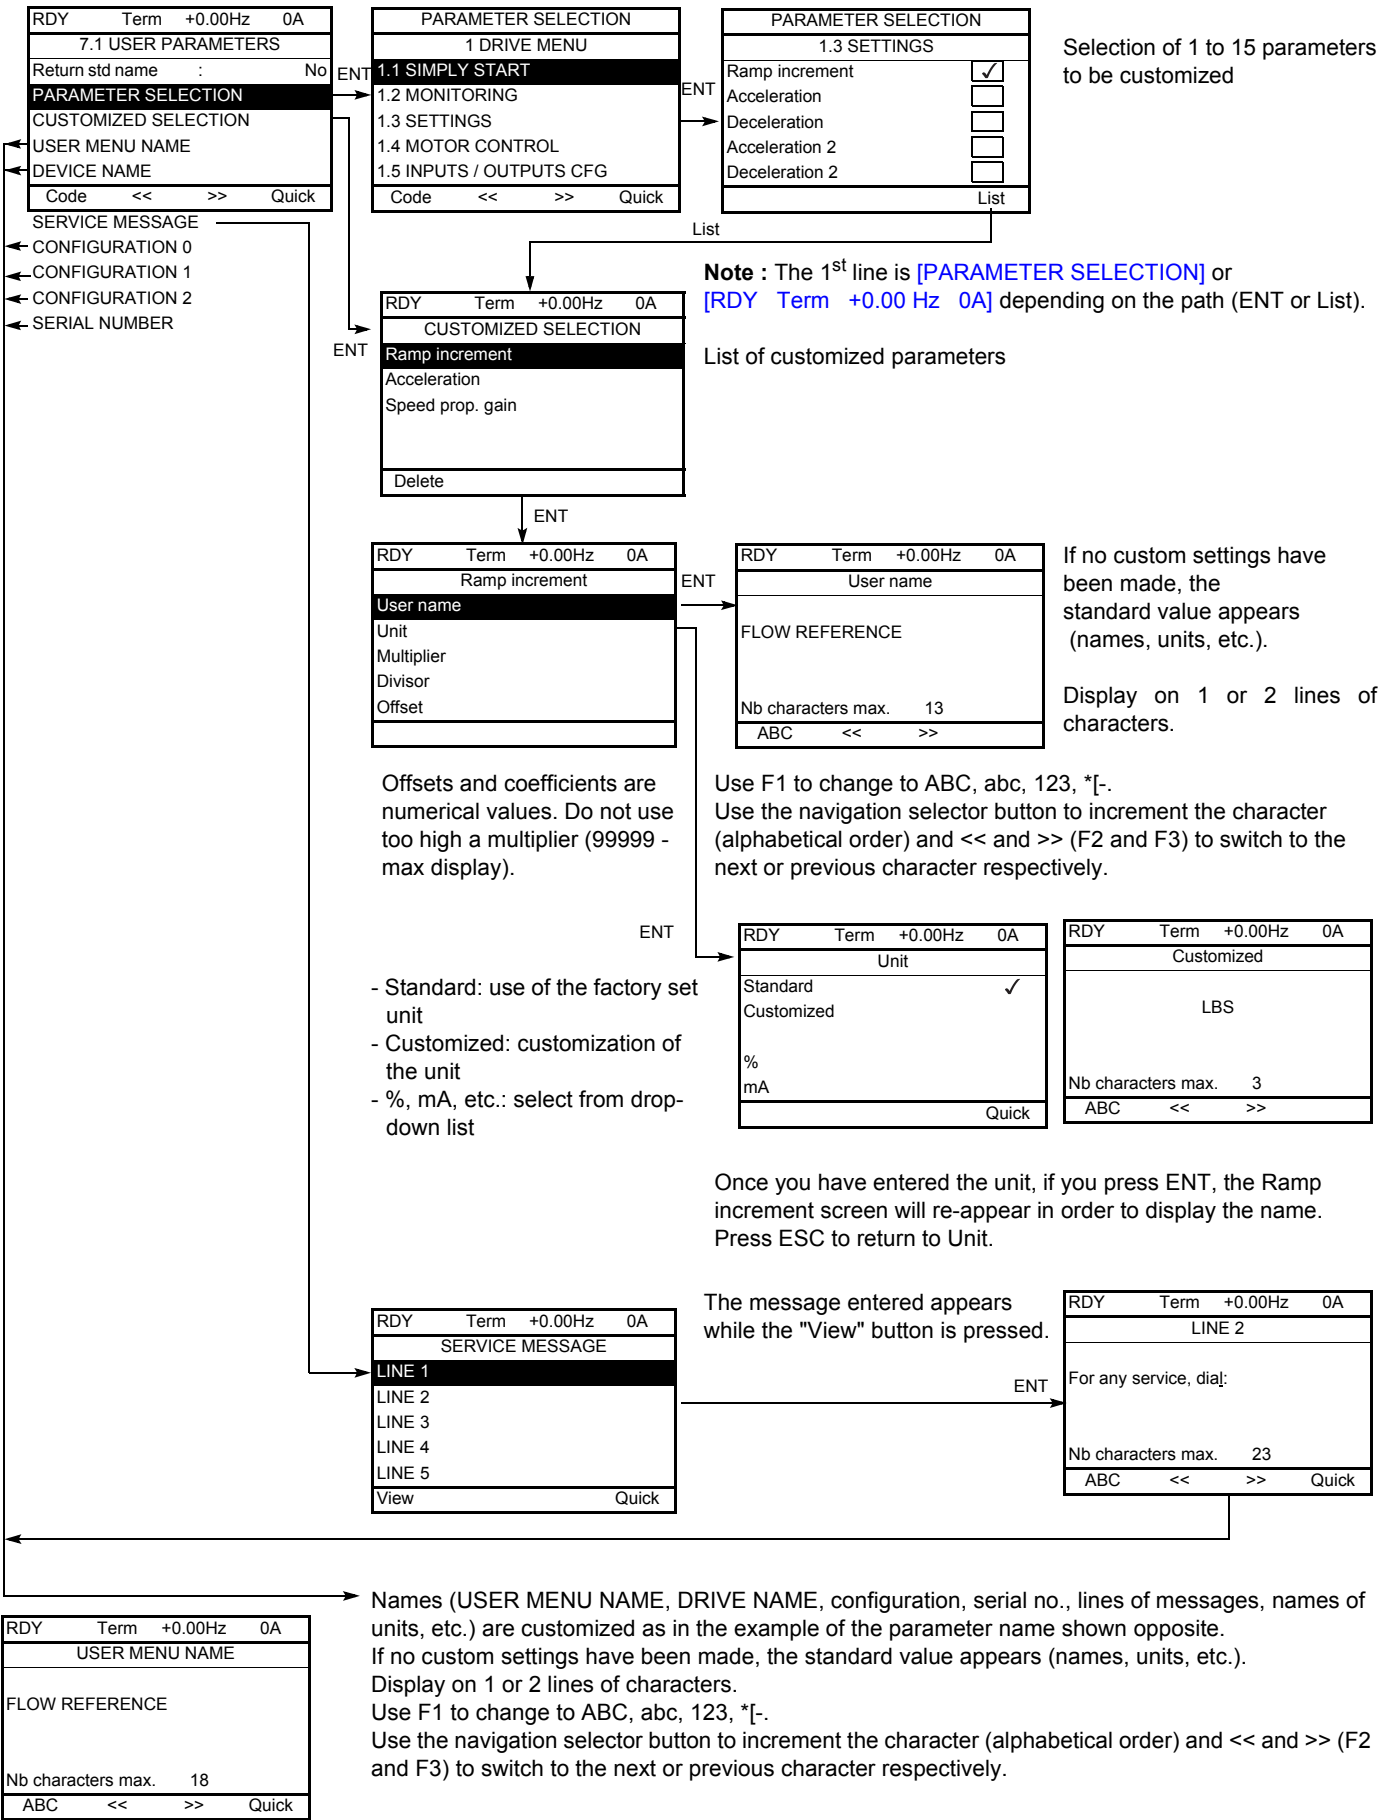 RDY Term +0.00Hz 0A
7.1 USER PARAMETERS
Return std name : No
PARAMETER SELECTION
CUSTOMIZED SELECTION
USER MENU NAME
DEVICE NAME
Code << >> Quick
SERVICE MESSAGE
CONFIGURATION 0
CONFIGURATION 1
CONFIGURATION 2
SERIAL NUMBER
ENT
PARAMETER SELECTION
1 DRIVE MENU
1.1 SIMPLY START
1.2 MONITORING
1.3 SETTINGS
1.4 MOTOR CONTROL
1.5 INPUTS / OUTPUTS CFG
Code << >> Quick
ENT
PARAMETER SELECTION
1.3 SETTINGS
Ramp increment ✓
Acceleration
Deceleration
Acceleration 2
Deceleration 2
List
Selection of 1 to 15 parameters
to be customized
List
Note : The 1st line is [PARAMETER SELECTION] or
[RDY Term +0.00 Hz 0A] depending on the path (ENT or List).
ENT
RDY Term +0.00Hz 0A
CUSTOMIZED SELECTION
Ramp increment
Acceleration
Speed prop. gain
Delete
List of customized parameters
ENT
RDY Term +0.00Hz 0A
Ramp increment
User name
Unit
Multiplier
Divisor
Offset
ENT
RDY Term +0.00Hz 0A
User name
FLOW REFERENCE
Nb characters max. 13
ABC << >>
If no custom settings have
been made, the
standard value appears
(names, units, etc.).
Display on 1 or 2 lines of
characters.
Offsets and coefficients are
numerical values. Do not use
too high a multiplier (99999 -
max display).
Use F1 to change to ABC, abc, 123, *[-.
Use the navigation selector button to increment the character
(alphabetical order) and << and >> (F2 and F3) to switch to the
next or previous character respectively.
ENT
- Standard: use of the factory set
unit
- Customized: customization of
the unit
- %, mA, etc.: select from drop-
down list
RDY Term +0.00Hz 0A
Unit
Standard ✓
Customized
%
mA
Quick
RDY Term +0.00Hz 0A
Customized
LBS
Nb characters max. 3
ABC << >>
Once you have entered the unit, if you press ENT, the Ramp
increment screen will re-appear in order to display the name.
Press ESC to return to Unit.
RDY Term +0.00Hz 0A
SERVICE MESSAGE
LINE 1
LINE 2
LINE 3
LINE 4
LINE 5
View Quick
The message entered appears
while the "View" button is pressed.
ENT
RDY Term +0.00Hz 0A
LINE 2
For any service, dial:
Nb characters max. 23
ABC << >> Quick
Names (USER MENU NAME, DRIVE NAME, configuration, serial no., lines of messages, names of
units, etc.) are customized as in the example of the parameter name shown opposite.
If no custom settings have been made, the standard value appears (names, units, etc.).
Display on 1 or 2 lines of characters.
Use F1 to change to ABC, abc, 123, *[-.
Use the navigation selector button to increment the character (alphabetical order) and << and >> (F2
and F3) to switch to the next or previous character respectively.
RDY Term +0.00Hz 0A
USER MENU NAME
FLOW REFERENCE
Nb characters max. 18
ABC << >> Quick